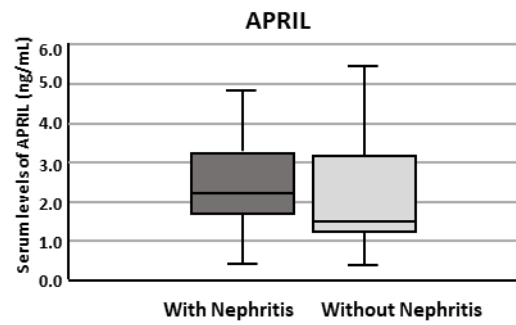 APRIL
Serum levels of APRIL (ng/mL)
6.0
5.0
4.0
3.0
2.0
1.0
0.0
With Nephritis
Without Nephritis